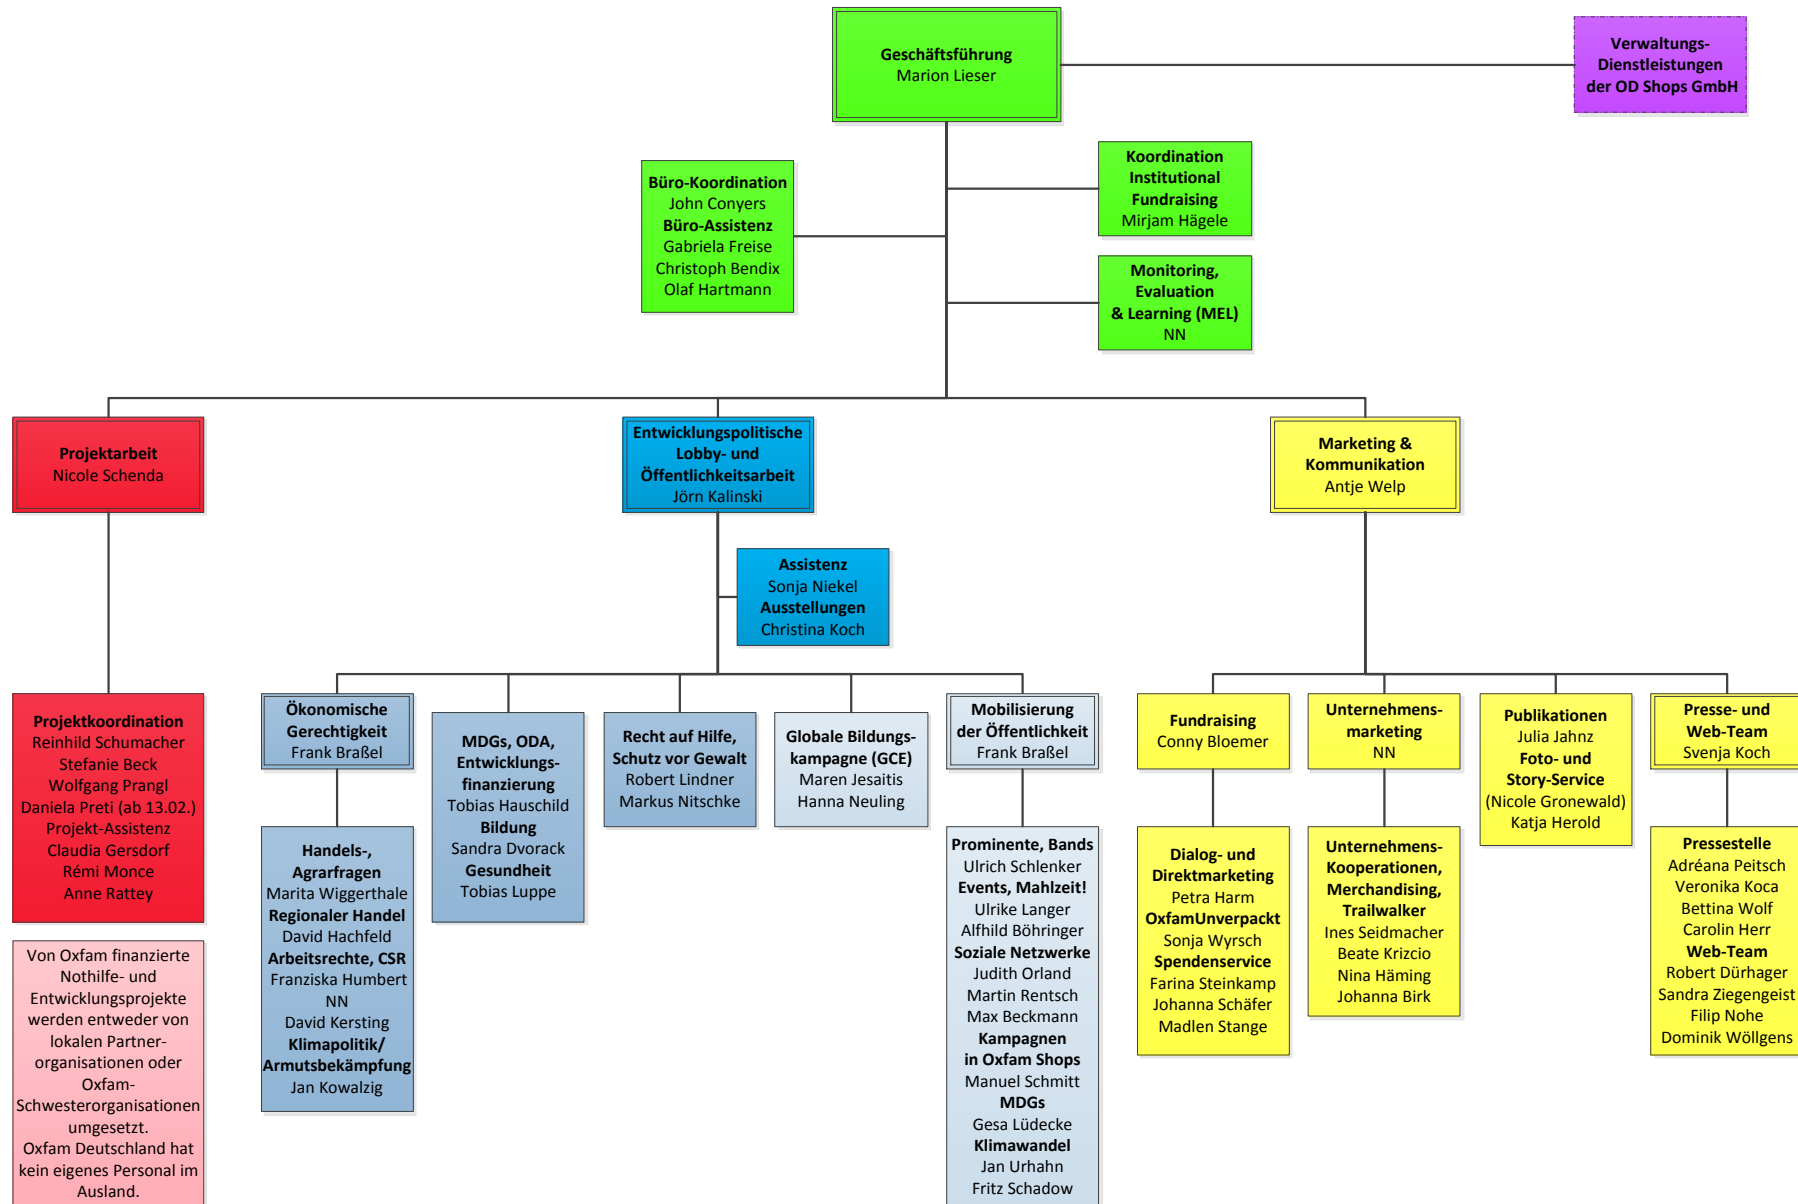 Geschäftsführung
Marion Lieser
Verwaltungs-
Dienstleistungen
der OD Shops GmbH
Büro-Koordination
John Conyers
Büro-Assistenz
Gabriela Freise
Christoph Bendix
Olaf Hartmann
Koordination
Institutional
Fundraising
Mirjam Hägele
Monitoring,
Evaluation
& Learning (MEL)
NN
Projektarbeit
Nicole Schenda
Entwicklungspolitische
Lobby- und
Öffentlichkeitsarbeit
Jörn Kalinski
Marketing &
Kommunikation
Antje Welp
Assistenz
Sonja Niekel
Ausstellungen
Christina Koch
Projektkoordination
Reinhild Schumacher
Stefanie Beck
Wolfgang Prangl
Daniela Preti (ab 13.02.)
Projekt-Assistenz
Claudia Gersdorf
Rémi Monce
Anne Rattey
Von Oxfam finanzierte
Nothilfe- und
Entwicklungsprojekte
werden entweder von
lokalen Partner-
organisationen oder
Oxfam-
Schwesterorganisationen
umgesetzt.
Oxfam Deutschland hat
kein eigenes Personal im
Ausland.
Ökonomische
Gerechtigkeit
Frank Braßel
Handels-,
Agrarfragen
Marita Wiggerthale
Regionaler Handel
David Hachfeld
Arbeitsrechte, CSR
Franziska Humbert
NN
David Kersting
Klimapolitik/
Armutsbekämpfung
Jan Kowalzig
MDGs, ODA,
Entwicklungs-
finanzierung
Tobias Hauschild
Bildung
Sandra Dvorack
Gesundheit
Tobias Luppe
Recht auf Hilfe,
Schutz vor Gewalt
Robert Lindner
Markus Nitschke
Globale Bildungs-
kampagne (GCE)
Maren Jesaitis
Hanna Neuling
Mobilisierung
der Öffentlichkeit
Frank Braßel
Prominente, Bands
Ulrich Schlenker
Events, Mahlzeit!
Ulrike Langer
Alfhild Böhringer
Soziale Netzwerke
Judith Orland
Martin Rentsch
Max Beckmann
Kampagnen
in Oxfam Shops
Manuel Schmitt
MDGs
Gesa Lüdecke
Klimawandel
Jan Urhahn
Fritz Schadow
Fundraising
Conny Bloemer
Dialog- und
Direktmarketing
Petra Harm
OxfamUnverpackt
Sonja Wyrsch
Spendenservice
Farina Steinkamp
Johanna Schäfer
Madlen Stange
Unternehmens-
marketing
NN
Unternehmens-
Kooperationen,
Merchandising,
Trailwalker
Ines Seidmacher
Beate Krizcio
Nina Häming
Johanna Birk
Publikationen
Julia Jahnz
Foto- und
Story-Service
(Nicole Gronewald)
Katja Herold
Presse- und
Web-Team
Svenja Koch
Pressestelle
Adréana Peitsch
Veronika Koca
Bettina Wolf
Carolin Herr
Web-Team
Robert Dürhager
Sandra Ziegengeist
Filip Nohe
Dominik Wöllgens